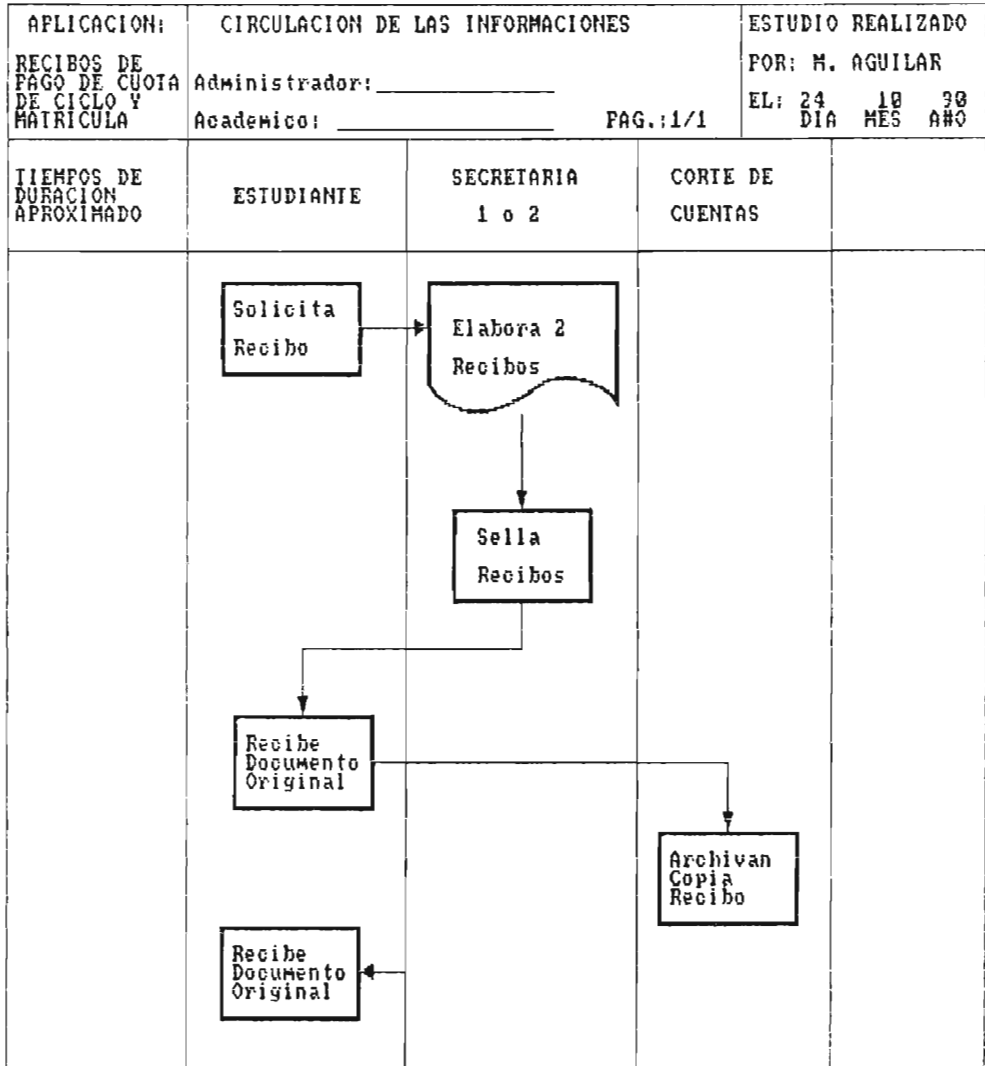 APLICACION:
RECIBOS DE
PAGO DE CUOTA
DE CICLO Y
MATRICULA
CIRCULACION DE LAS INFORMACIONES
Administrador:
Academico:
PAG.:1/1
ESTUDIO REALIZADO
POR: M. AGUILAR
EL: 24 10 90
DIA MES A#O
TIEMPOS DE
DURACION
APROXIMADO
ESTUDIANTE
SECRETARIA
1 o 2
CORTE DE
CUENTAS
Solicita
Recibo
Elabora 2
Recibos
Sella
Recibos
Recibe
Documento
Original
Archivan
Copia
Recibo
Recibe
Documento
Original